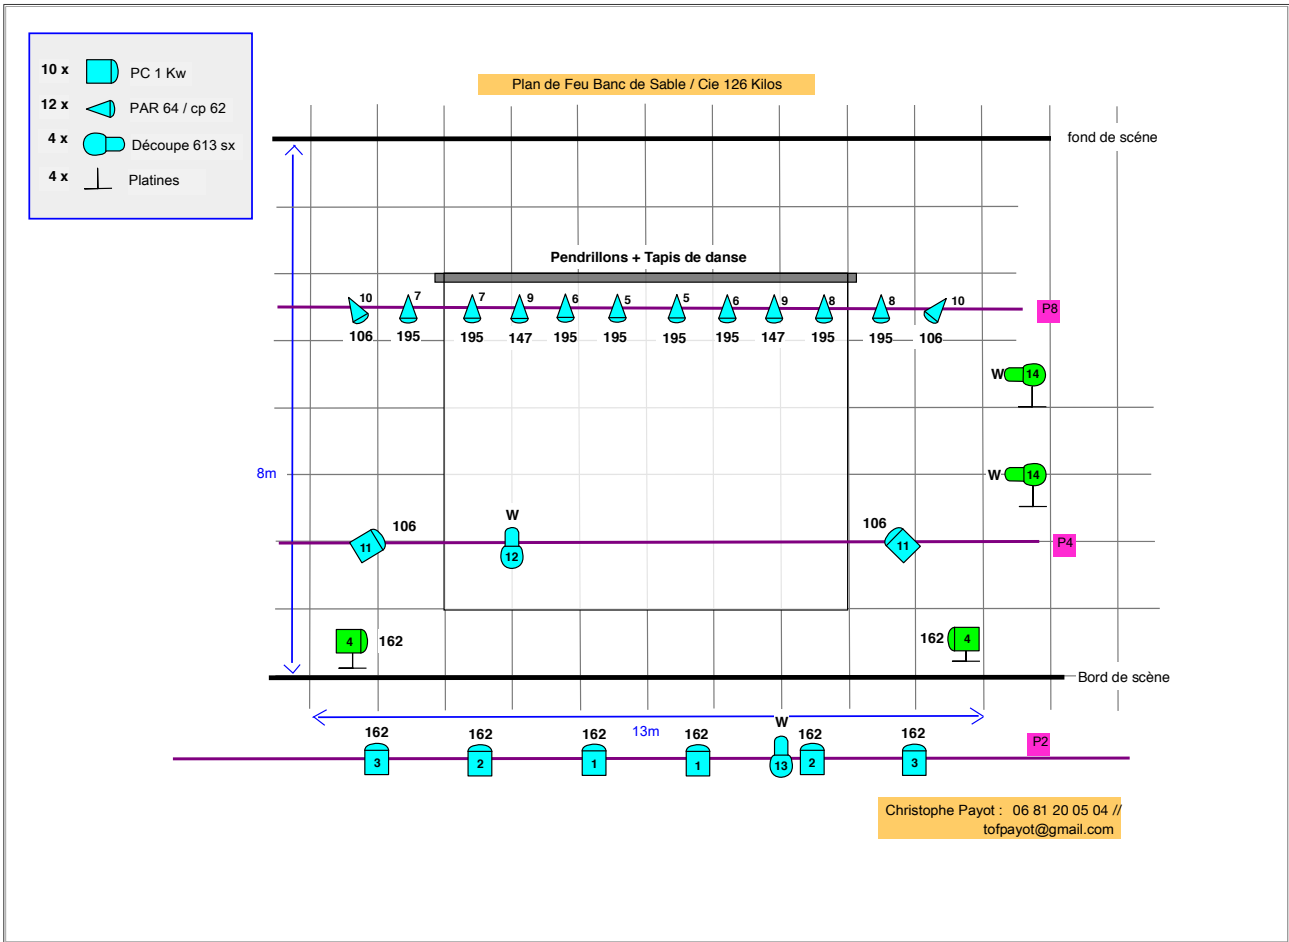 10 x PC 1 Kw
12 x PAR 64 / cp 62
4 x Découpe 613 sx
4 x Platines
Plan de Feu Banc de Sable / Cie 126 Kilos
fond de scéne
Pendrillons + Tapis de danse
10 7 7 9 6 5 5 6 9 8 8 10
P8
106 195 195 147 195 195 195 195 147 195 195 106
W 14
8m
W 14
106 W 106
11 12 11
P4
4 162 162 4
Bord de scène
13m
W
162 162 162 162 162 162
P2
3 2 1 1 13 2 3
Christophe Payot : 06 81 20 05 04 //
tofpayot@gmail.com